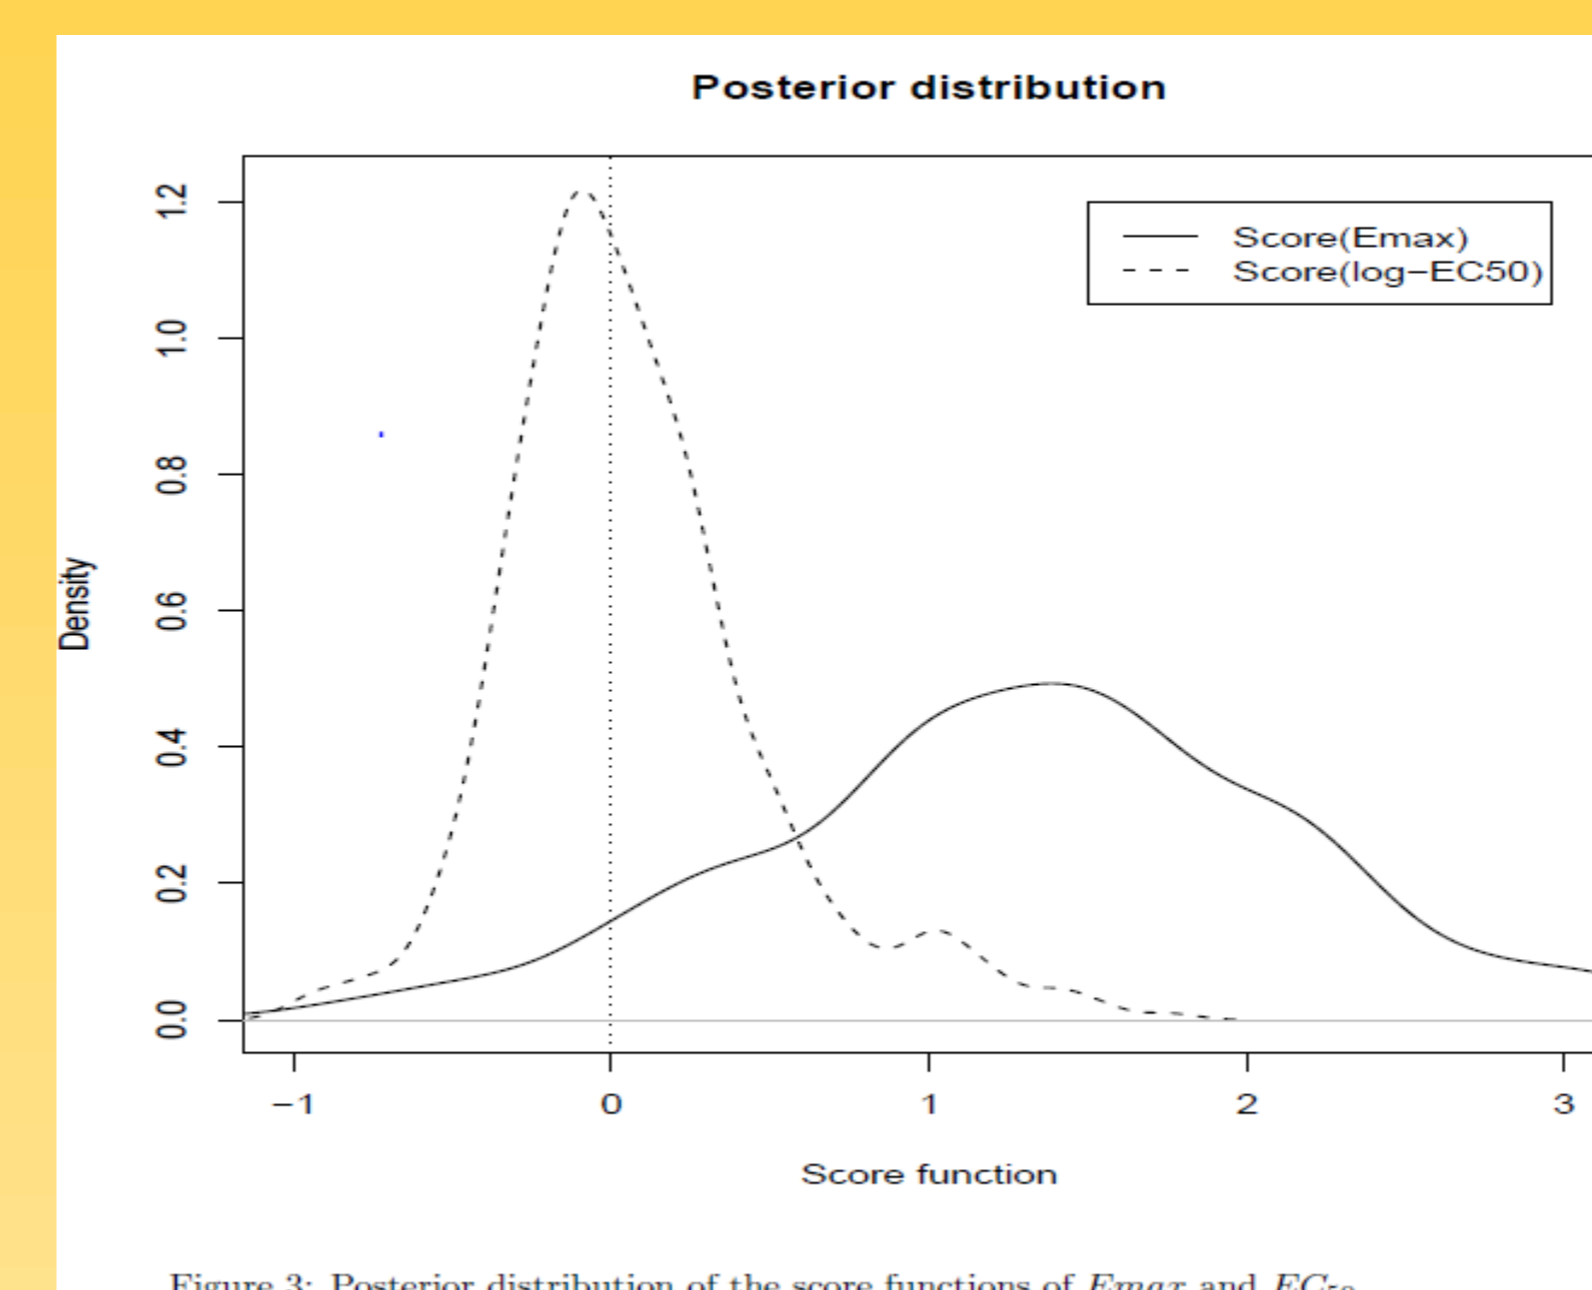 Posterior distribution
1.2
1.0
0.8
0.6
0.4
0.2
0.0
Density
Score(Emax)
Score(log−EC50)
−1 0 1 2 3
Score function
Figure 3: Posterior distribution of the score functions of Emax and EC50